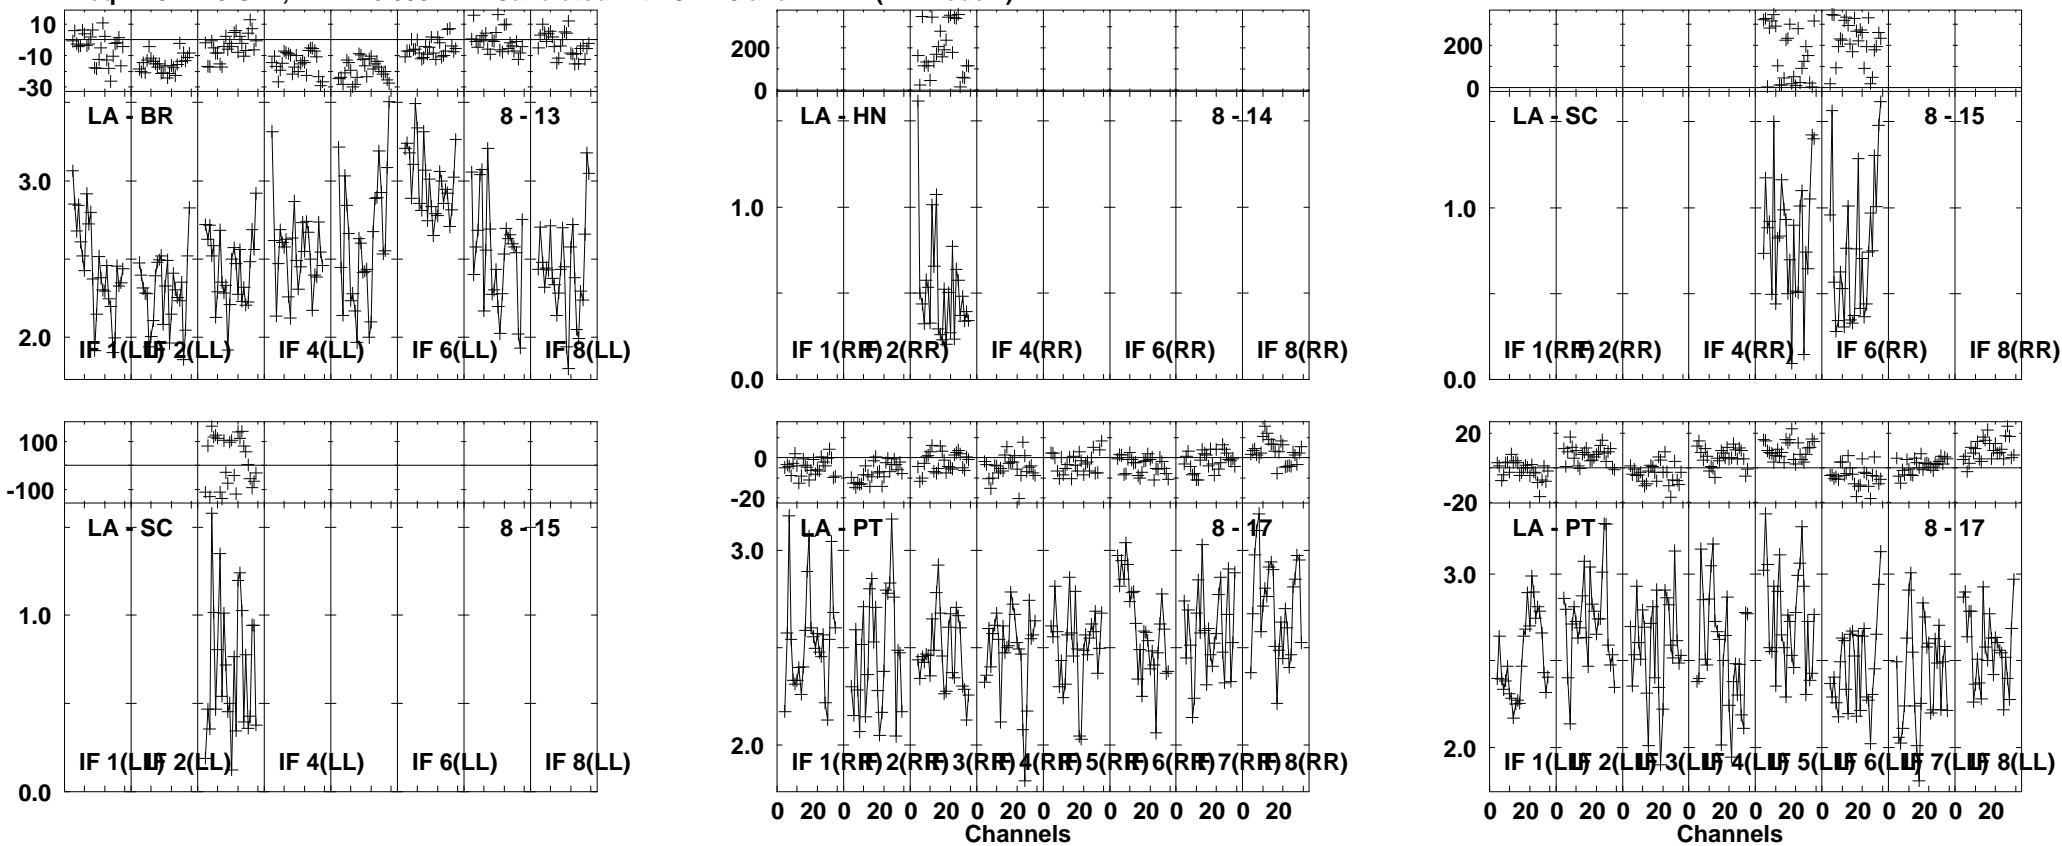 10
-10
-30
LA - BR
8 - 13
3.0
2.0
IF 1(LL)
IF 2(LL)
IF 4(LL)
IF 6(LL)
IF 8(LL)
200
0
LA - HN
8 - 14
1.0
0.0
IF 1(RR)
IF 2(RR)
IF 4(RR)
IF 6(RR)
IF 8(RR)
200
0
LA - SC
8 - 15
1.0
0.0
IF 1(RR)
IF 2(RR)
IF 4(RR)
IF 6(RR)
IF 8(RR)
100
-100
LA - SC
8 - 15
1.0
0.0
IF 1(LL)
IF 2(LL)
IF 4(LL)
IF 6(LL)
IF 8(LL)
0
-20
LA - PT
8 - 17
3.0
2.0
IF 1(RR)
IF 2(RR)
IF 3(RR)
IF 4(RR)
IF 5(RR)
IF 6(RR)
IF 7(RR)
IF 8(RR)
0 20 0 20 0 20 0 20 0 20 0 20 0 20 0 20
Channels
20
-20
LA - PT
8 - 17
3.0
2.0
IF 1(LL)
IF 2(LL)
IF 3(LL)
IF 4(LL)
IF 5(LL)
IF 6(LL)
IF 7(LL)
IF 8(LL)
0 20 0 20 0 20 0 20 0 20 0 20 0 20 0 20
Channels